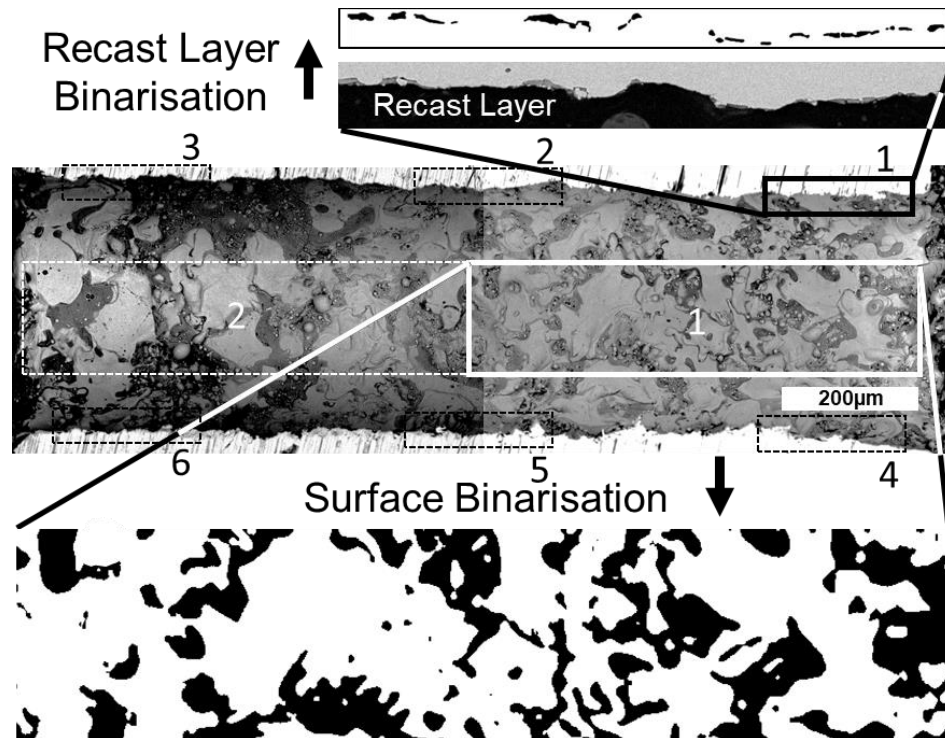 Recast Layer
Binarisation
Recast Layer
3
2
1
2
1
200µm
6
5
4
Surface Binarisation